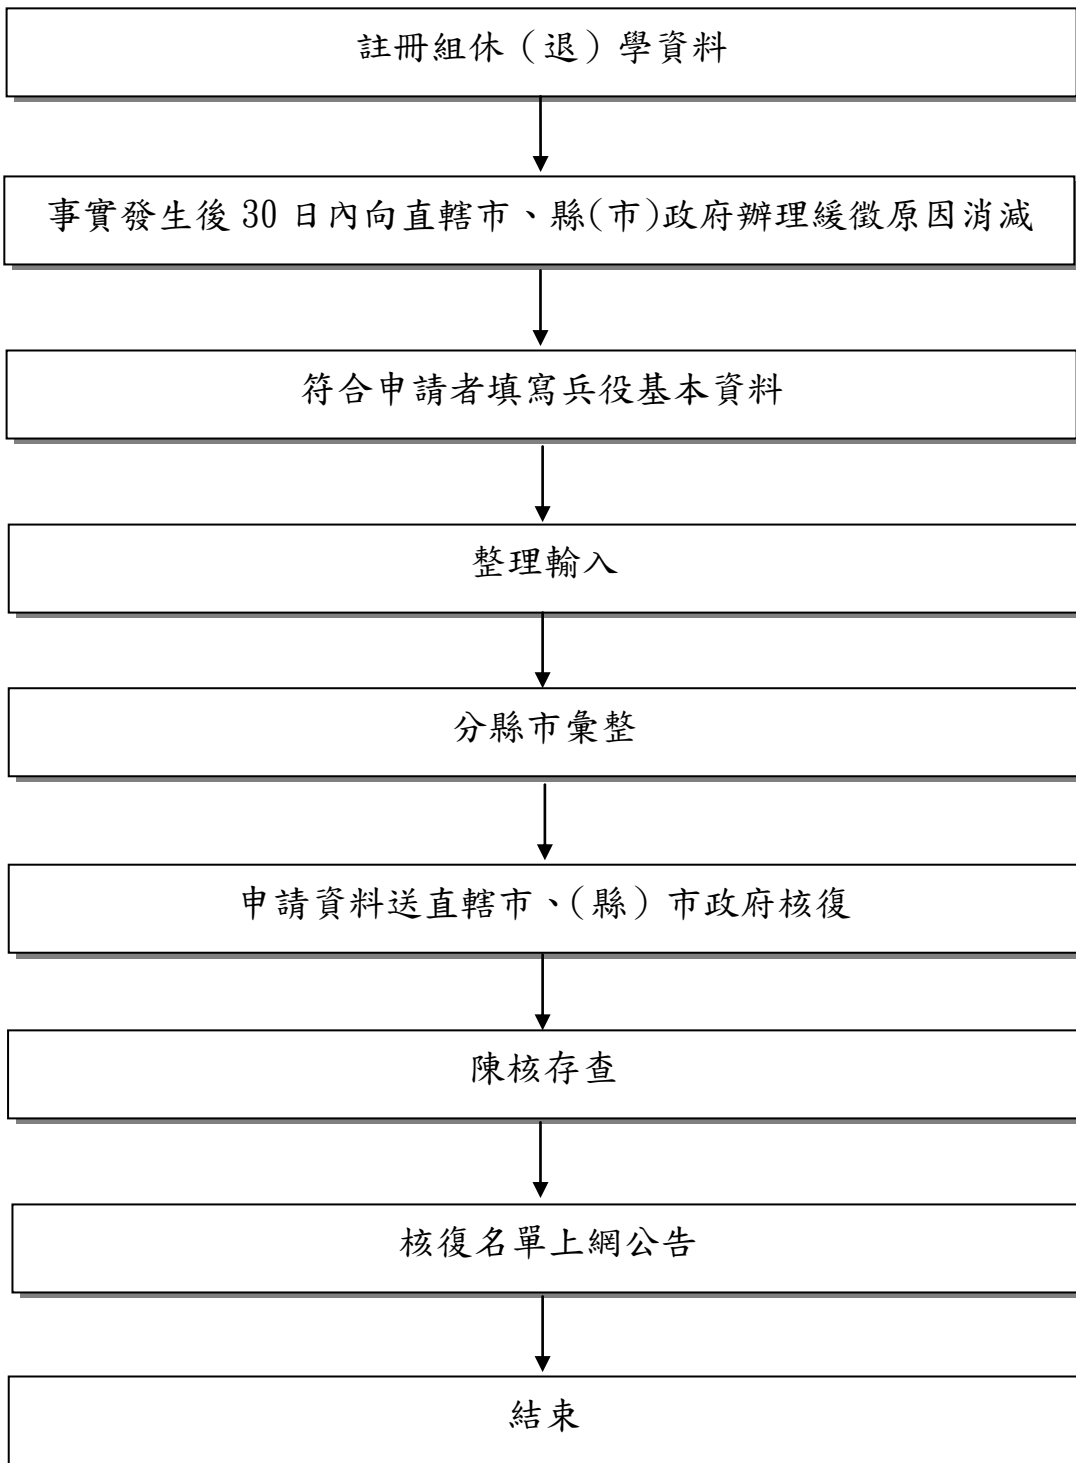 註冊組休（退）學資料
事實發生後 30 日內向直轄市、縣(市)政府辦理緩徵原因消滅
符合申請者填寫兵役基本資料
整理輸入
分縣市彙整
申請資料送直轄市、（縣）市政府核復
陳核存查
核復名單上網公告
結束